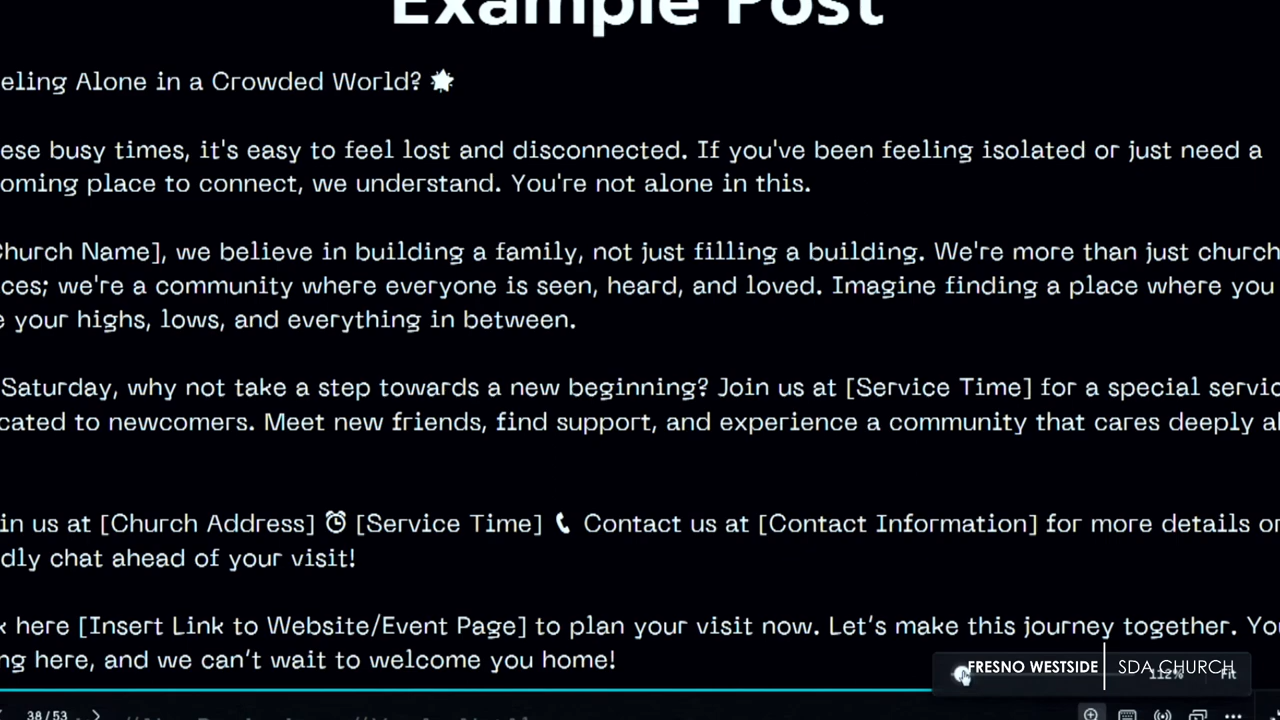 Example Post
eling Alone in a Crowded World?
ese busy times, it's easy to feel lost and disconnected. If you've been feeling isolated or just need a
oming place to connect, we understand. You're not alone in this.
Church Name], we believe in building a family, not just filling a building. We're more than just church
ces; we're a community where everyone is seen, heard, and loved. Imagine finding a place where you
e your highs, lows, and everything in between.
Saturday, why not take a step towards a new beginning? Join us at [Service Time] for a special servic
cated to newcomers. Meet new friends, find support, and experience a community that cares deeply a
in us at [Church Address] ⏰ [Service Time] 📞 Contact us at [Contact Information] for more details or
dly chat ahead of your visit!
k here [Insert Link to Website/Event Page] to plan your visit now. Let's make this journey together. Yo
ng here, and we can't wait to welcome you home!
FRESNO WESTSIDE | SDA CHURCH
112% Fit
38/53